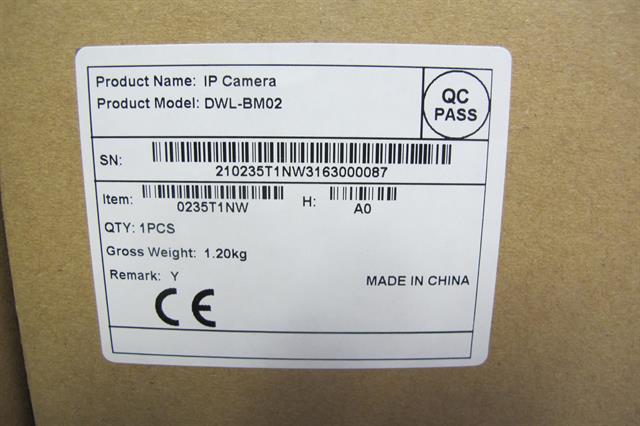 Product Name: IP Camera
Product Model: DWL-BM02
QC
PASS
SN:
210235T1NW3163000087
Item:
0235T1NW
H:
A0
QTY: 1PCS
Gross Weight: 1.20kg
Remark: Y
MADE IN CHINA
CE